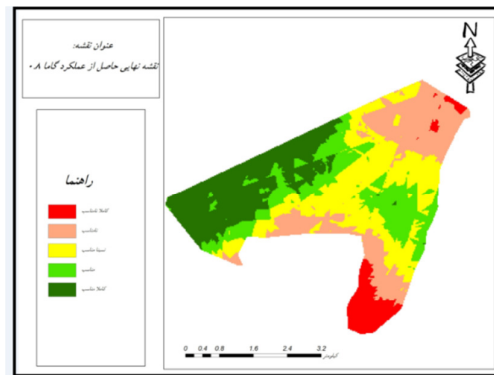 عنوان نقشه:
نقشه نهایی حاصل از عملکرد گاما ۰.۸
N
راهنما
کاملا نامناسب
نامناسب
نسبتا مناسب
مناسب
کاملا مناسب
0 0.4 0.8 1.6 2.4 3.2
کیلومتر